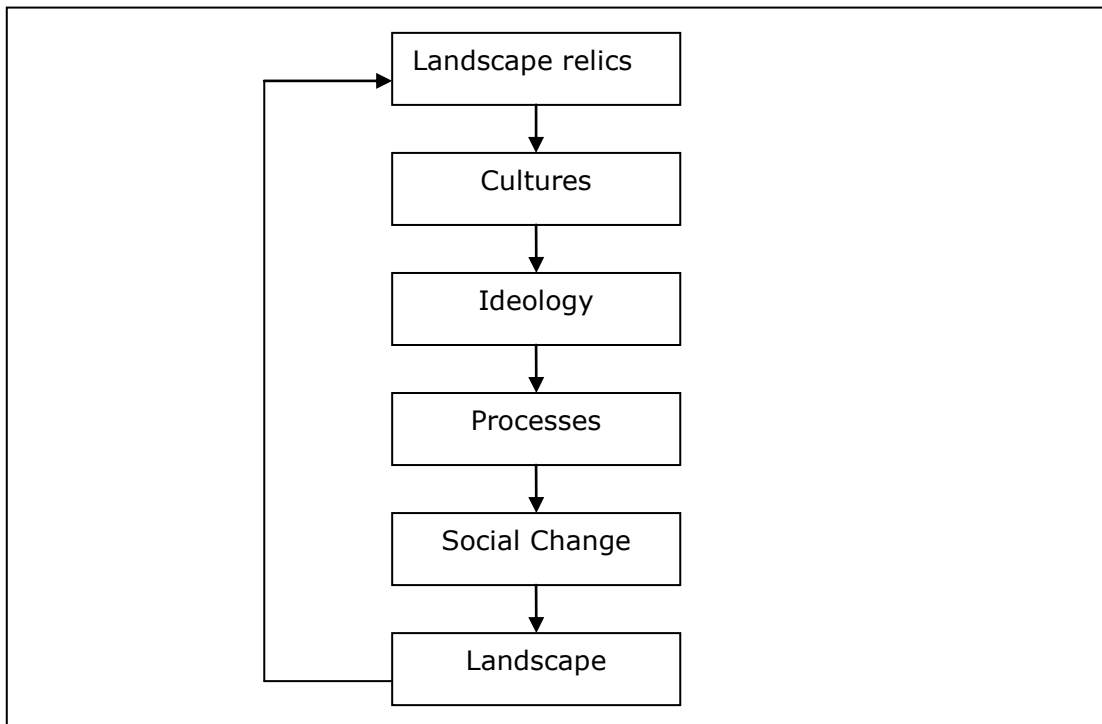 Landscape relics
Cultures
Ideology
Processes
Social Change
Landscape